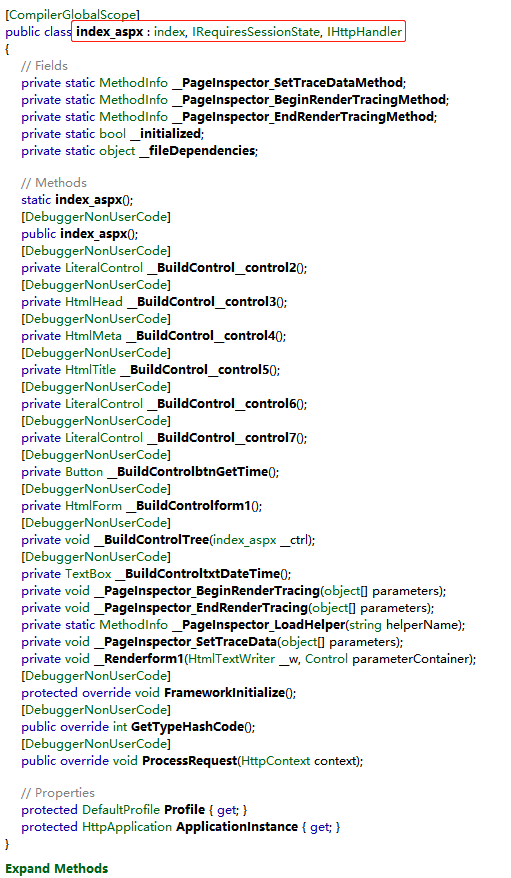 [CompilerGlobalScope]
public class index_aspx : index, IRequiresSessionState, IHttpHandler
{
// Fields
private static MethodInfo __PageInspector_SetTraceDataMethod;
private static MethodInfo __PageInspector_BeginRenderTracingMethod;
private static MethodInfo __PageInspector_EndRenderTracingMethod;
private static bool __initialized;
private static object __fileDependencies;
// Methods
static index_aspx();
[DebuggerNonUserCode]
public index_aspx();
[DebuggerNonUserCode]
private LiteralControl __BuildControl__control2();
[DebuggerNonUserCode]
private HtmlHead __BuildControl__control3();
[DebuggerNonUserCode]
private HtmlMeta __BuildControl__control4();
[DebuggerNonUserCode]
private HtmlTitle __BuildControl__control5();
[DebuggerNonUserCode]
private LiteralControl __BuildControl__control6();
[DebuggerNonUserCode]
private LiteralControl __BuildControl__control7();
[DebuggerNonUserCode]
private Button __BuildControlbtnGetTime();
[DebuggerNonUserCode]
private HtmlForm __BuildControlform1();
[DebuggerNonUserCode]
private void __BuildControlTree(index_aspx __ctrl);
[DebuggerNonUserCode]
private TextBox __BuildControltxtDateTime();
private void __PageInspector_BeginRenderTracing(object[] parameters);
private void __PageInspector_EndRenderTracing(object[] parameters);
private static MethodInfo __PageInspector_LoadHelper(string helperName);
private void __PageInspector_SetTraceData(object[] parameters);
private void __Renderform1(HtmlTextWriter __w, Control parameterContainer);
[DebuggerNonUserCode]
protected override void FrameworkInitialize();
[DebuggerNonUserCode]
public override int GetTypeHashCode();
[DebuggerNonUserCode]
public override void ProcessRequest(HttpContext context);
// Properties
protected DefaultProfile Profile { get; }
protected HttpApplication ApplicationInstance { get; }
}
Expand Methods